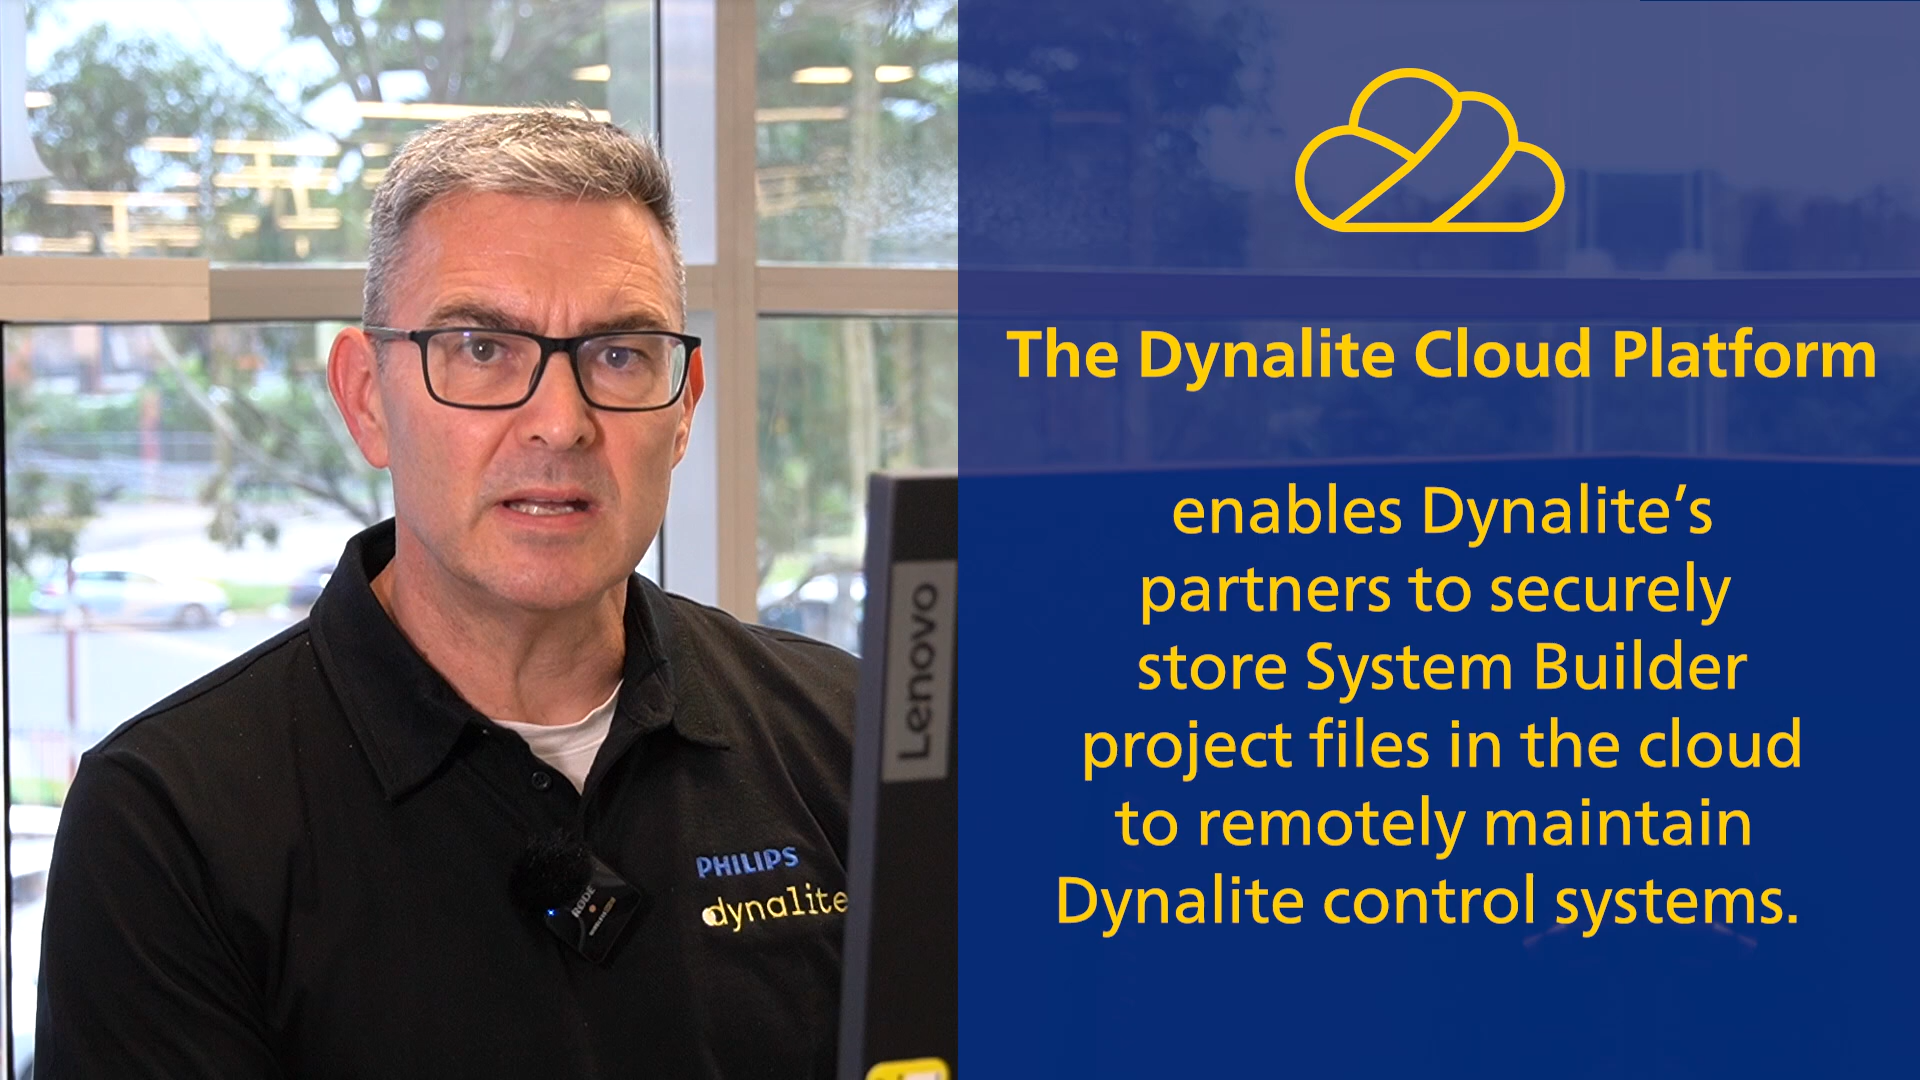 The Dynalite Cloud Platform
enables Dynalite’s
partners to securely
store System Builder
project files in the cloud
to remotely maintain
Dynalite control systems.
Lenovo
PHILIPS
dynalite
RØDE